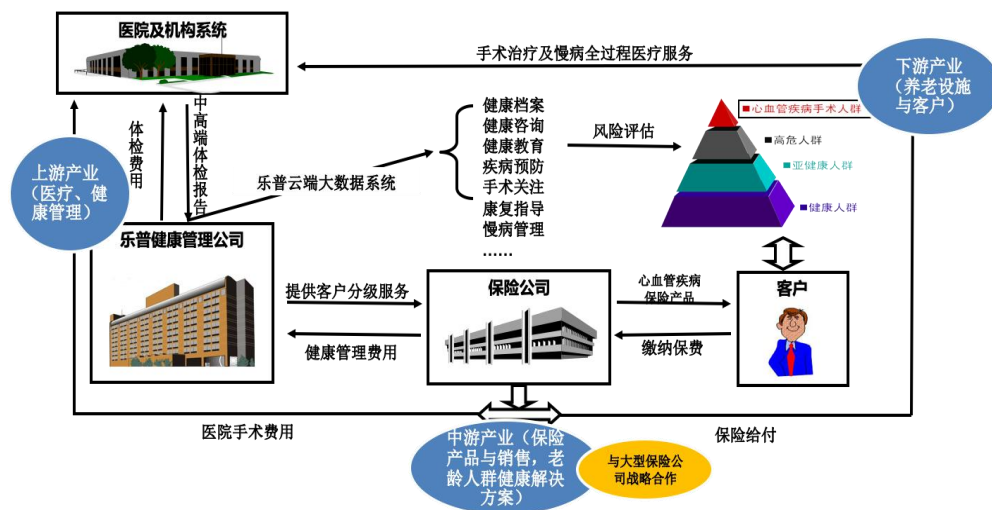 医院及机构系统
手术治疗及慢病全过程医疗服务
下游产业
（养老设施
与客户）
体检费用
中高端体检报告
健康档案
健康咨询
健康教育
疾病预防
手术关注
康复指导
慢病管理
……
风险评估
■心血管疾病手术人群
■高危人群
■亚健康人群
■健康人群
上游产业
（医疗、健
康管理）
乐普云端大数据系统
乐普健康管理公司
提供客户分级服务
健康管理费用
保险公司
心血管疾病
保险产品
缴纳保费
客户
医院手术费用
保险给付
中游产业（保险
产品与销售，老
龄人群健康解决
方案）
与大型保险公
司战略合作